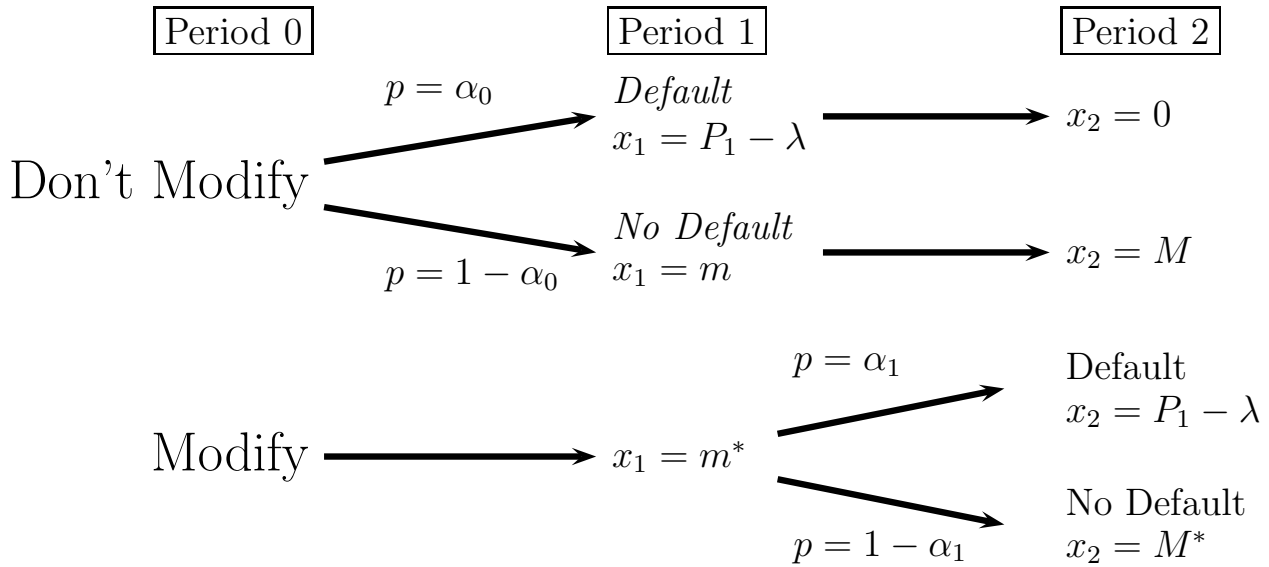 Period 0
Period 1
Period 2
p = α₀
Default
x₁ = P₁ − λ
x₂ = 0
Don't Modify
No Default
x₁ = m
x₂ = M
p = 1 − α₀
p = α₁
Default
x₂ = P₁ − λ
Modify
x₁ = m*
No Default
x₂ = M*
p = 1 − α₁